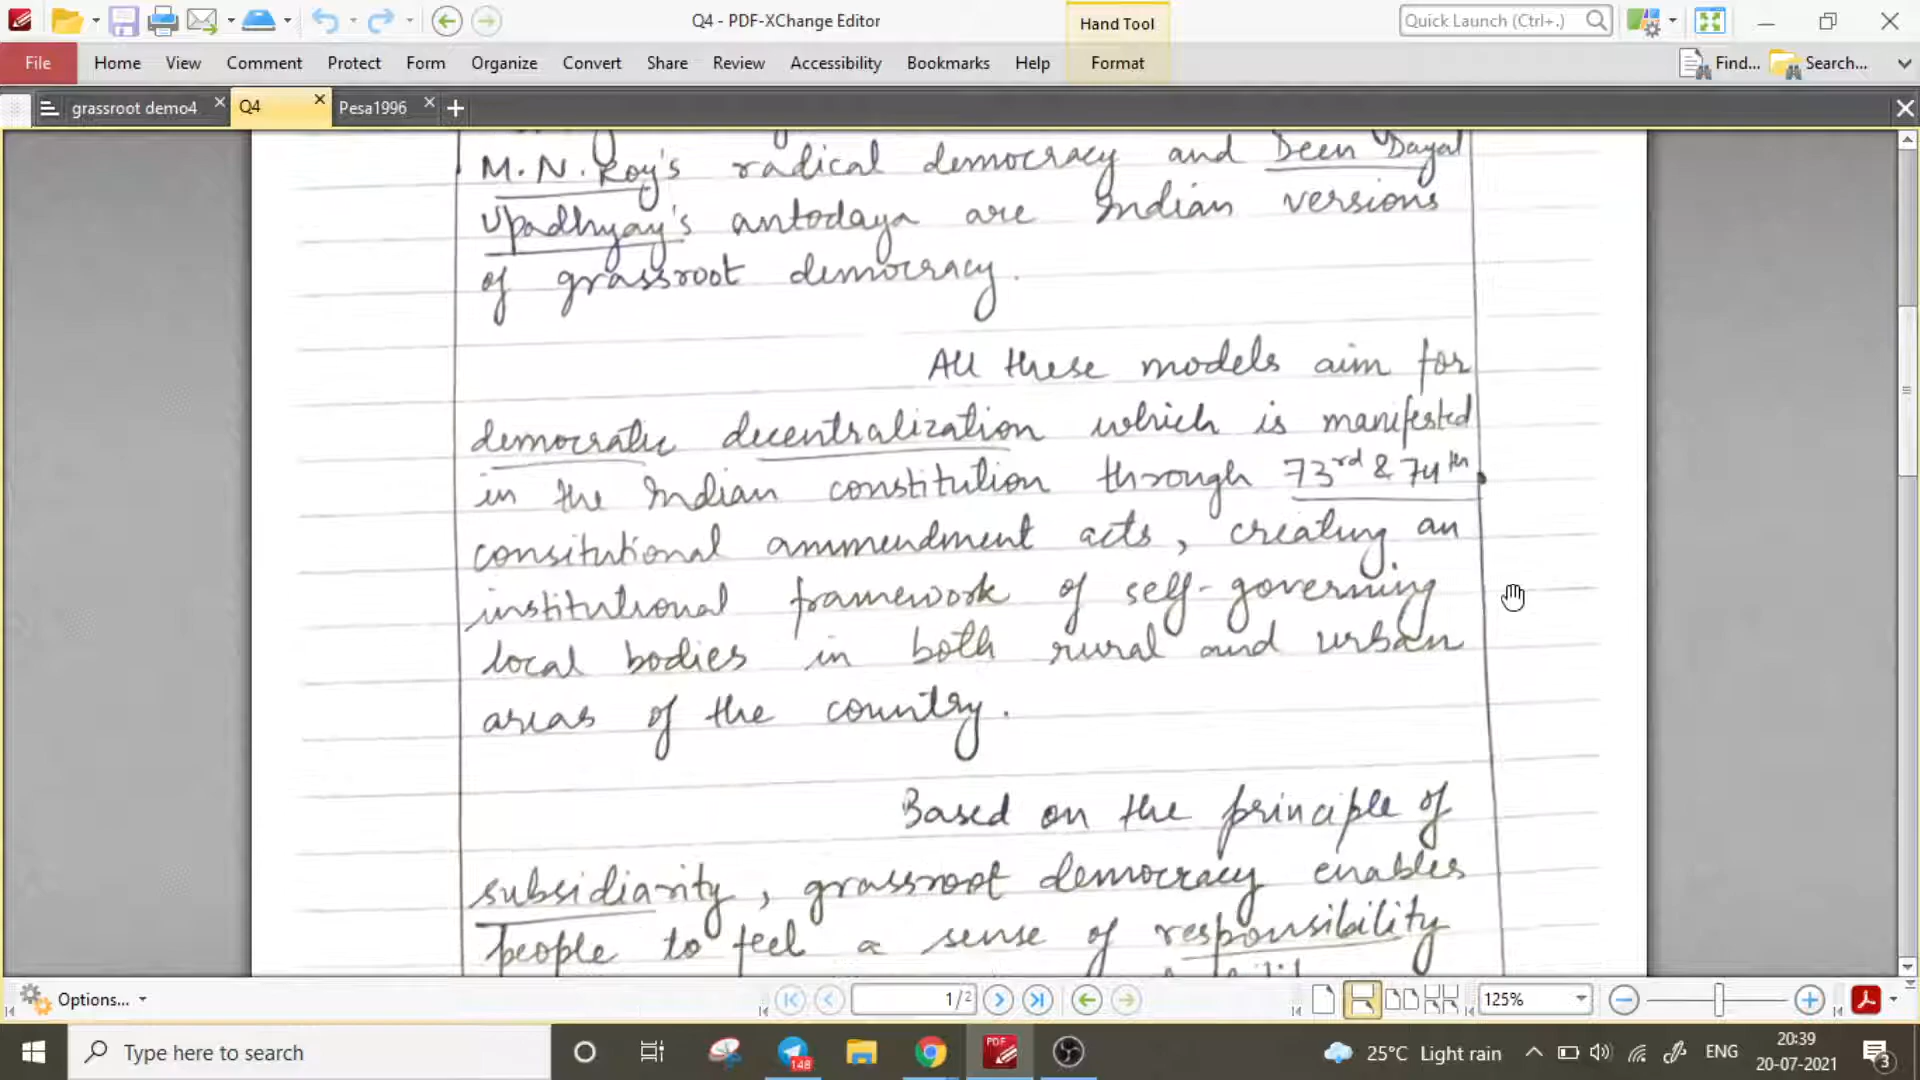 Q4 - PDF-XChange Editor
Hand Tool
Quick Launch (Ctrl+.)
File Home View Comment Protect Form Organize Convert Share Review Accessibility Bookmarks Help Format Find... Search...
grassroot demo4 Q4 Pesa1996
M.N. Roy's radical democracy and Deen Dayal
Upadhyay's antodaya are Indian versions
of grassroot democracy.
All these models aim for
democratic decentralization which is manifested
in the Indian constitution through 73rd & 74th
consitutional ammendment acts, creating an
institutional framework of self-governing
local bodies in both rural and urban
areas of the country.
Based on the principle of
subsidiarity, grassroot democracy enables
people to feel a sense of responsibility
Options... 1/2 125%
Type here to search 148 PDF 25°C Light rain ENG 20:39
20-07-2021 3